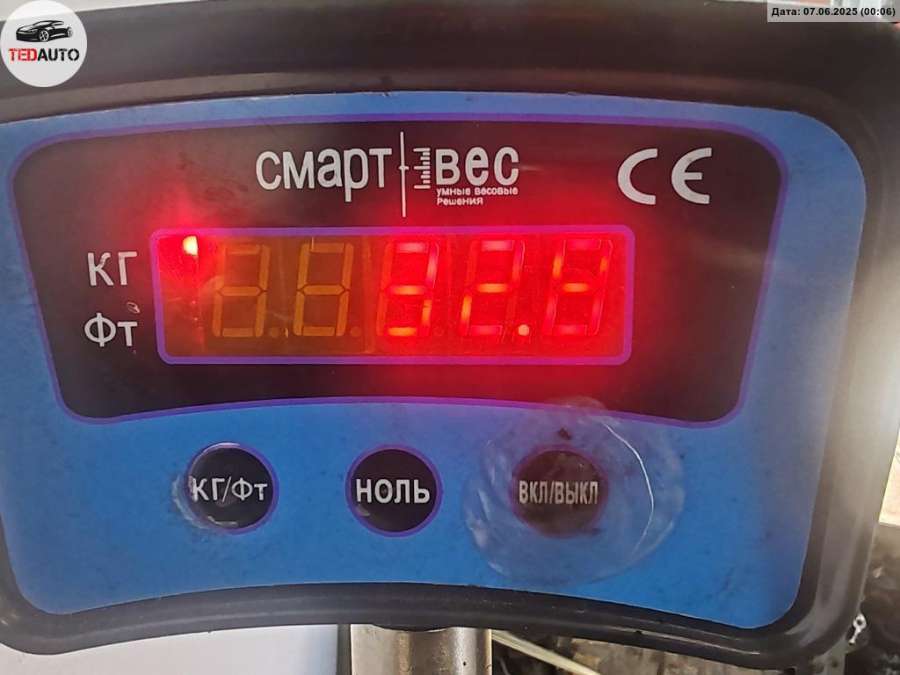 Дата: 07.06.2025 (00:06)
TEDAUTO
смарт вес
умные весовые
Решения
CE
КГ
Фт
КГ/Фт
НОЛЬ
ВКЛ/ВЫКЛ